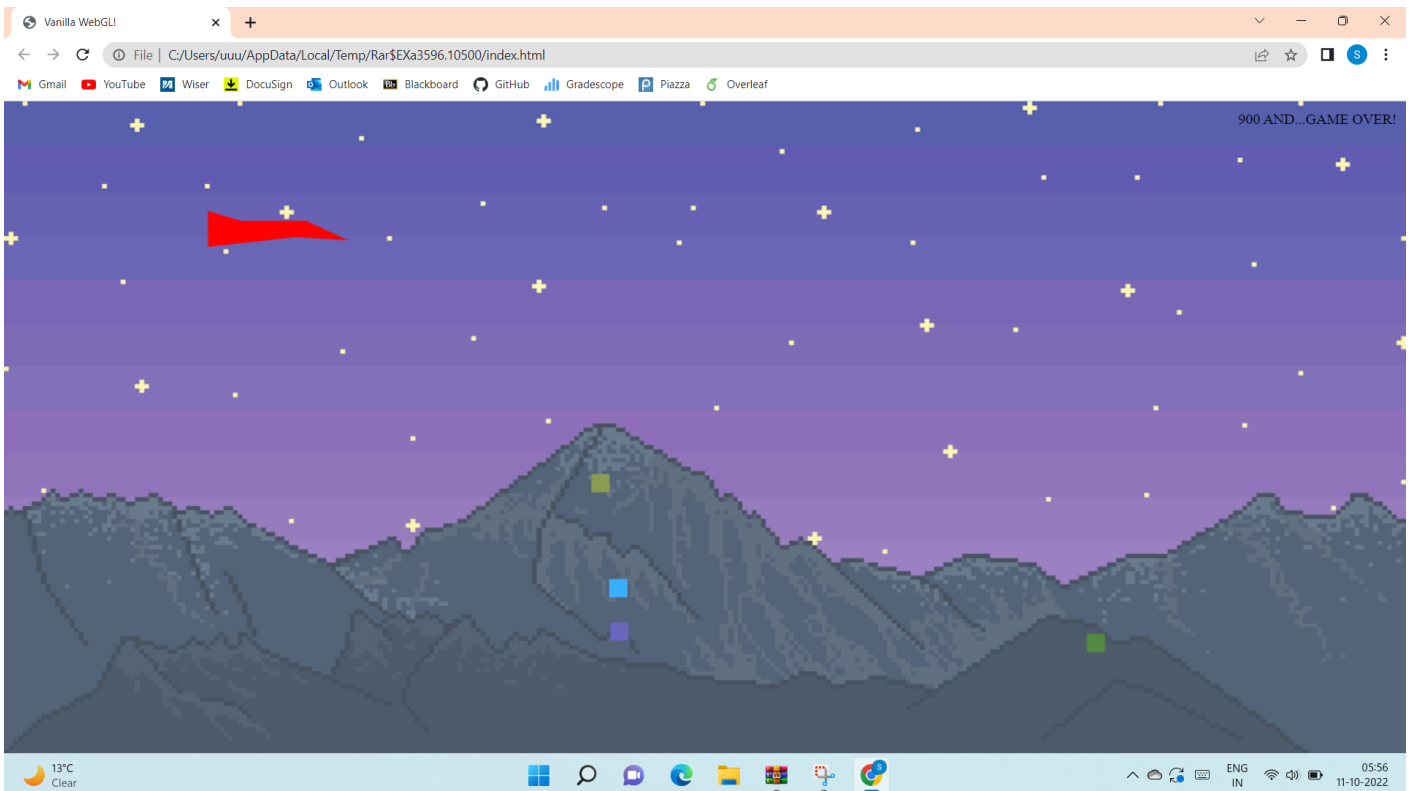 Vanilla WebGL!
File | C:/Users/uuu/AppData/Local/Temp/Rar$EXa3596.10500/index.html
S
Gmail YouTube Wiser DocuSign Outlook Bb Blackboard GitHub Gradescope Piazza Overleaf
900 AND...GAME OVER!
13°C
Clear
ENG
IN
05:56
11-10-2022